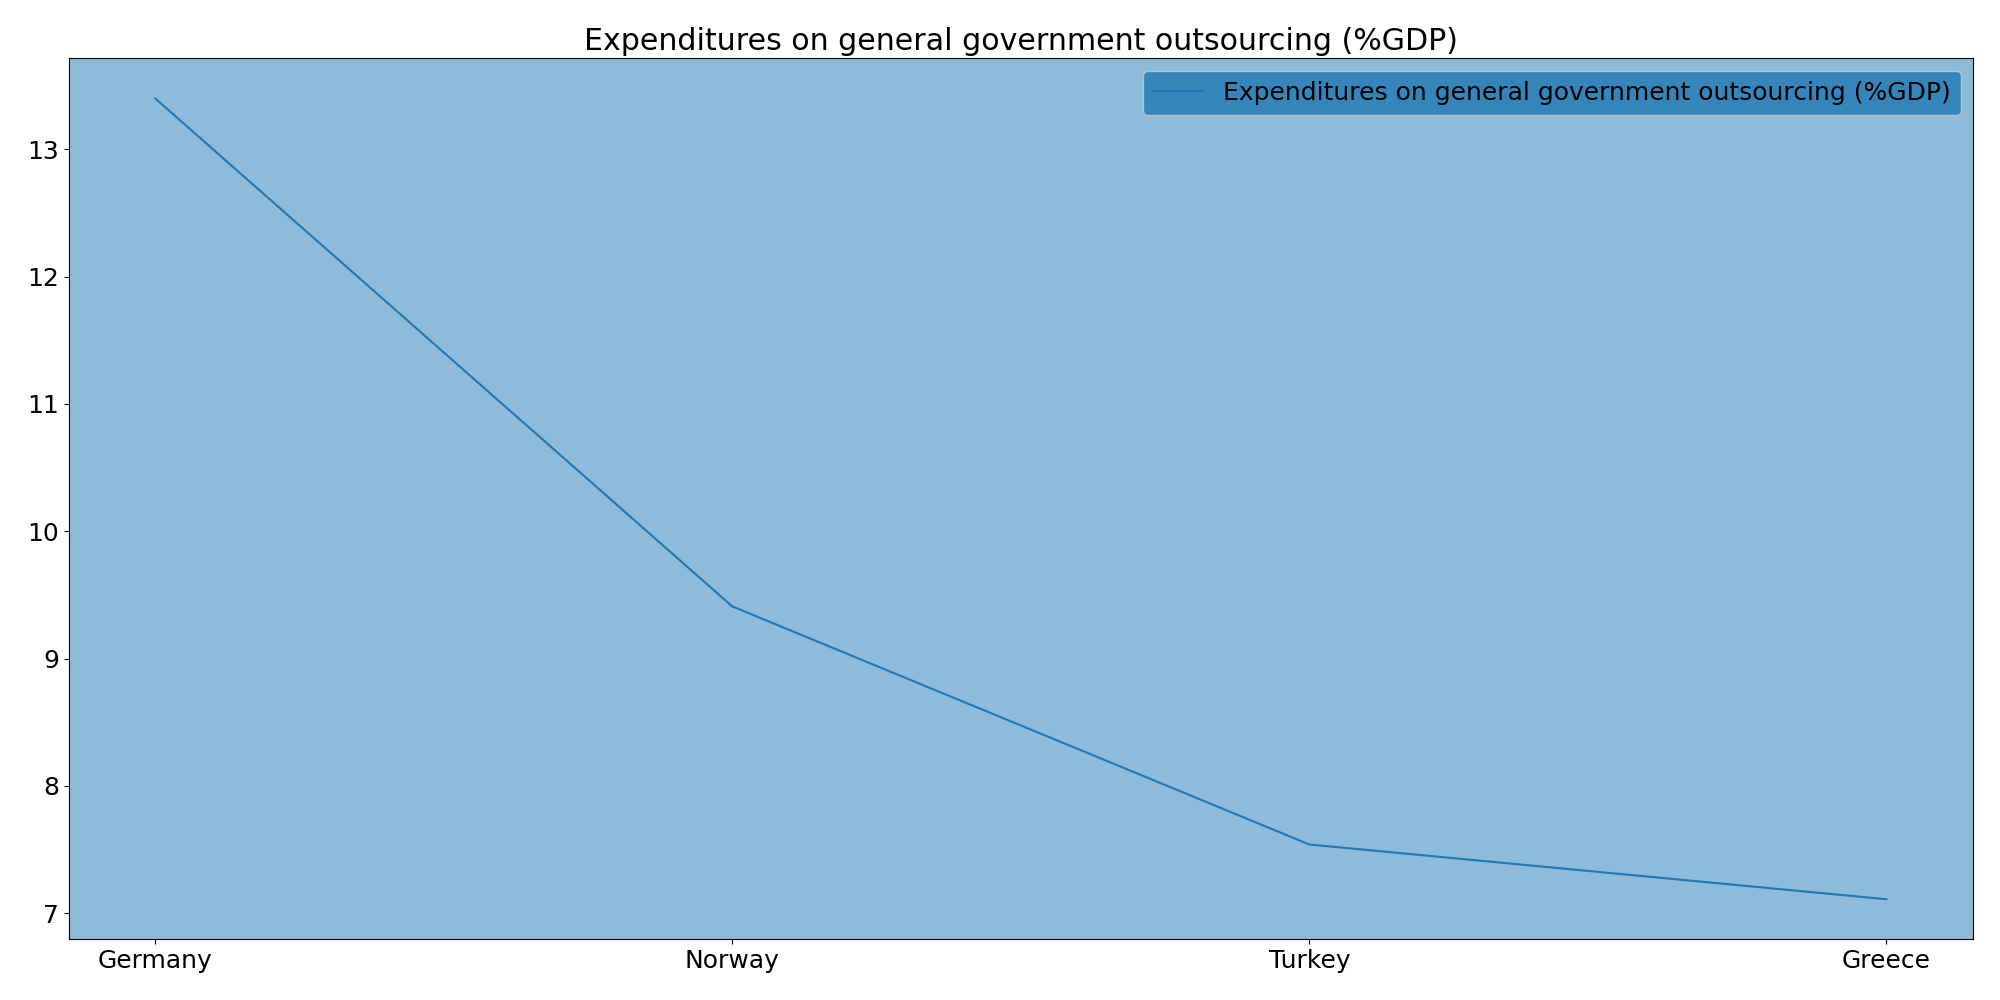 Expenditures on general government outsourcing (%GDP)
Expenditures on general government outsourcing (%GDP)
13
12
11
10
9
8
7
Germany Norway Turkey Greece